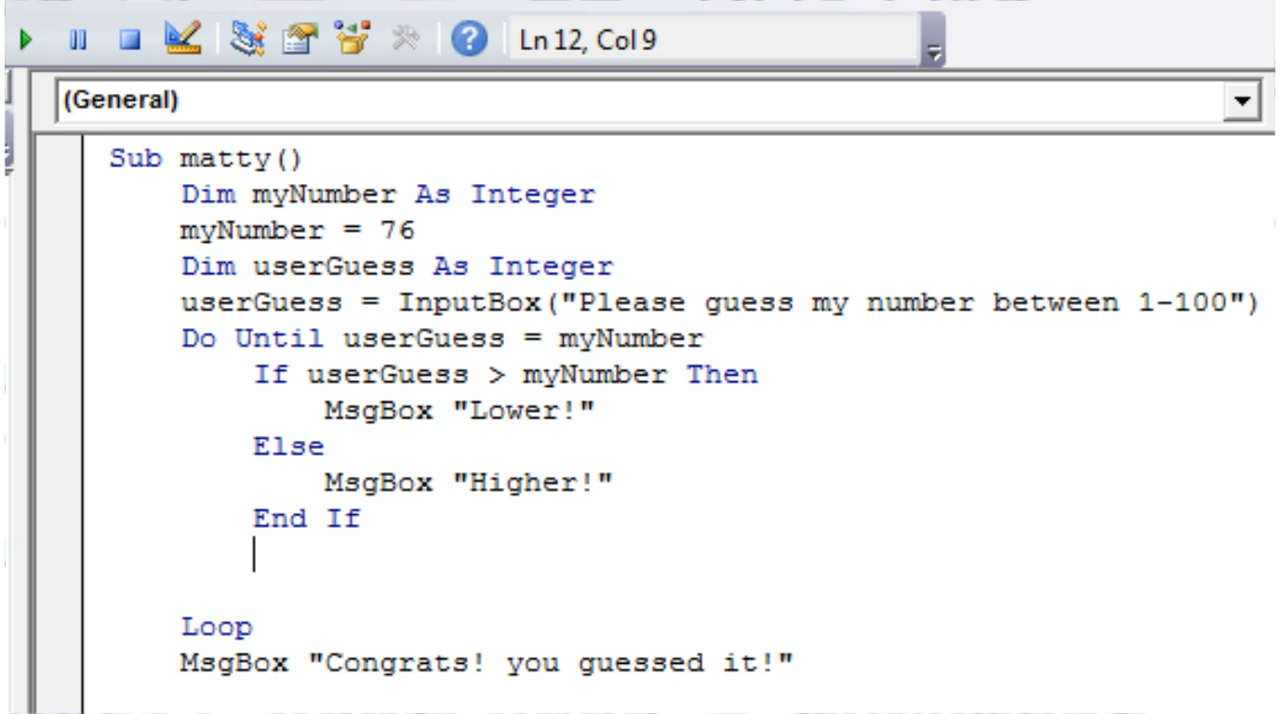 Ln 12, Col 9
(General)
Sub matty()
Dim myNumber As Integer
myNumber = 76
Dim userGuess As Integer
userGuess = InputBox("Please guess my number between 1-100")
Do Until userGuess = myNumber
If userGuess > myNumber Then
MsgBox "Lower!"
Else
MsgBox "Higher!"
End If
Loop
MsgBox "Congrats! you guessed it!"